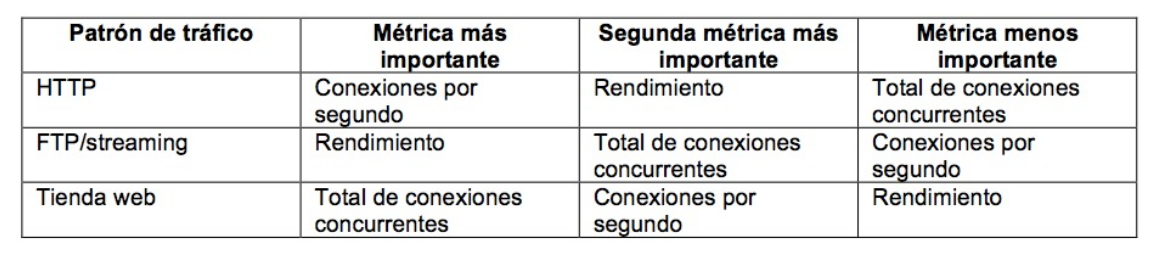 Patrón de tráfico
Métrica más
importante
Segunda métrica más
importante
Métrica menos
importante
HTTP
Conexiones por
segundo
Rendimiento
Total de conexiones
concurrentes
FTP/streaming
Rendimiento
Total de conexiones
concurrentes
Conexiones por
segundo
Tienda web
Total de conexiones
concurrentes
Conexiones por
segundo
Rendimiento